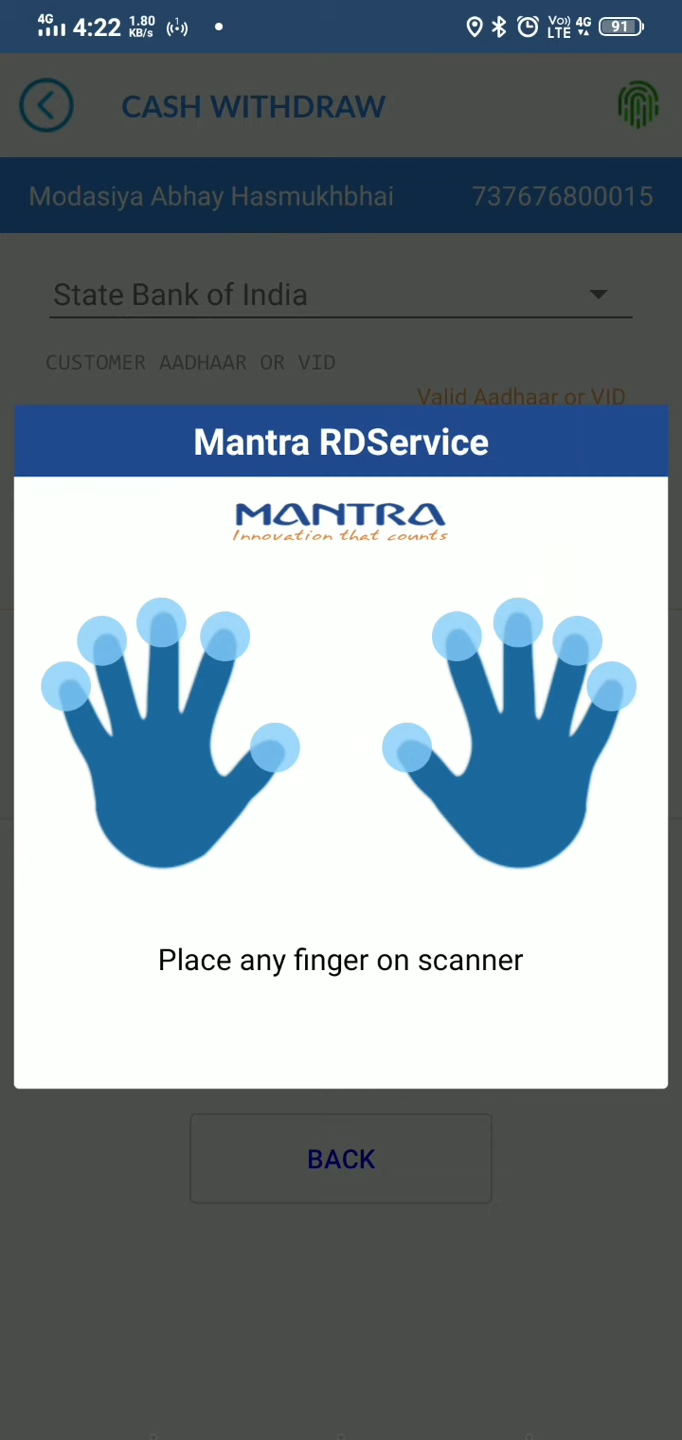 4G 4:22 1.80 KB/s Vo)) LTE 4G 91
CASH WITHDRAW
Modasiya Abhay Hasmukhbhai 737676800015
State Bank of India
CUSTOMER AADHAAR OR VID
Valid Aadhaar or VID
Mantra RDService
MANTRA
Innovation that counts
Place any finger on scanner
BACK